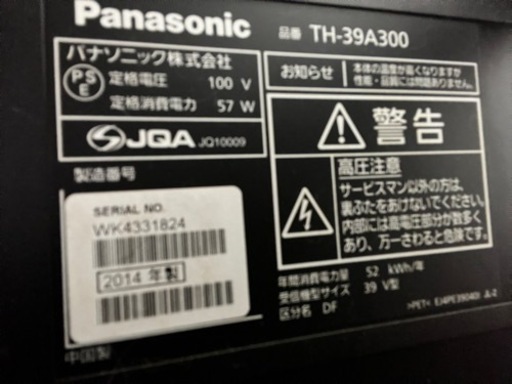 Panasonic
品番 TH-39A300
パナソニック株式会社
PS
E
定格電圧 100 V
定格消費電力 57 W
JQA JQ10009
お知らせ
本体の温度が高くなりますが
性能・品質には問題ありません。
警告
高圧注意
サービスマン以外の方は、
裏ぶたをあけないでください。
内部には高電圧部分が数多く
あり、万一さわると危険です。
製造番号
SERIAL NO.
WK4331824
2014 年製
年間消費電力量 52 kWh/年
受信機型サイズ 39 V型
区分名 DF
中国製